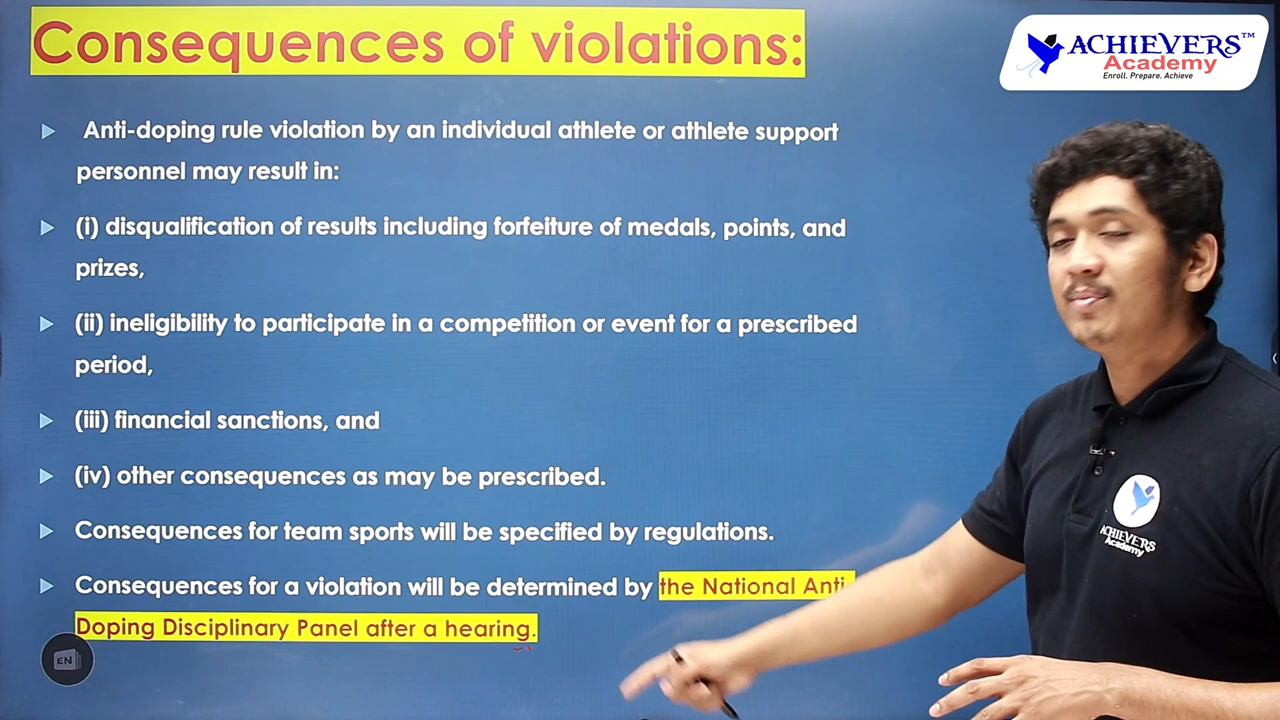 Consequences of violations:
ACHIEVERS™
Academy
Enroll. Prepare. Achieve
Anti-doping rule violation by an individual athlete or athlete support
personnel may result in:
(i) disqualification of results including forfeiture of medals, points, and
prizes,
(ii) ineligibility to participate in a competition or event for a prescribed
period,
(iii) financial sanctions, and
(iv) other consequences as may be prescribed.
Consequences for team sports will be specified by regulations.
Consequences for a violation will be determined by the National Anti-
Doping Disciplinary Panel after a hearing.
EN
ACHIEVERS
Academy